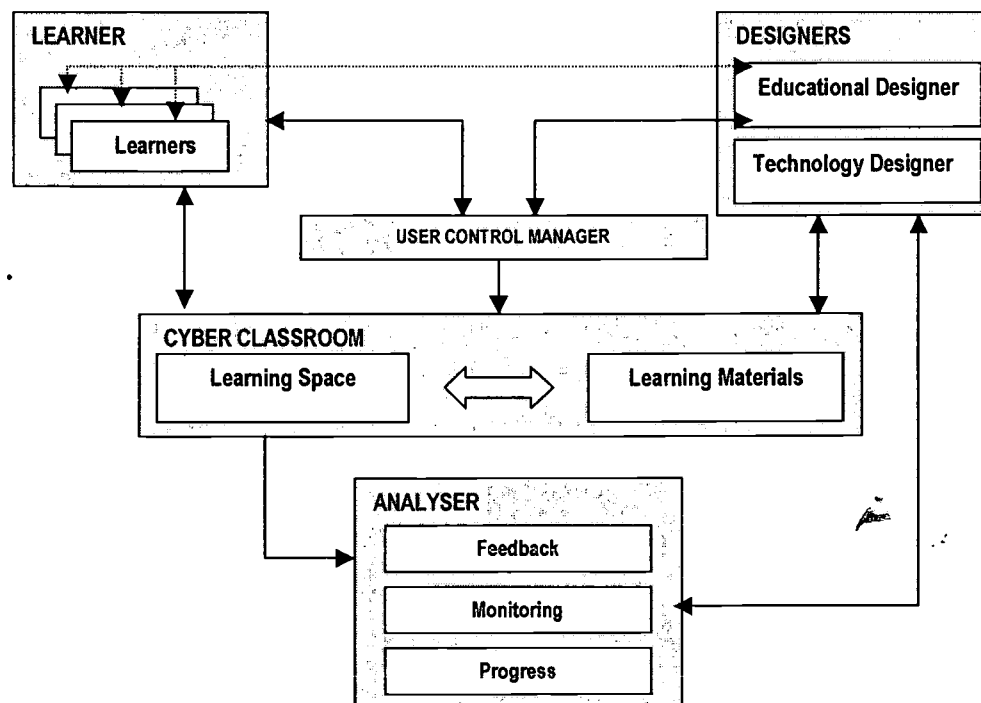 LEARNER
Learners
DESIGNERS
Educational Designer
Technology Designer
USER CONTROL MANAGER
CYBER CLASSROOM
Learning Space
Learning Materials
ANALYSER
Feedback
Monitoring
Progress